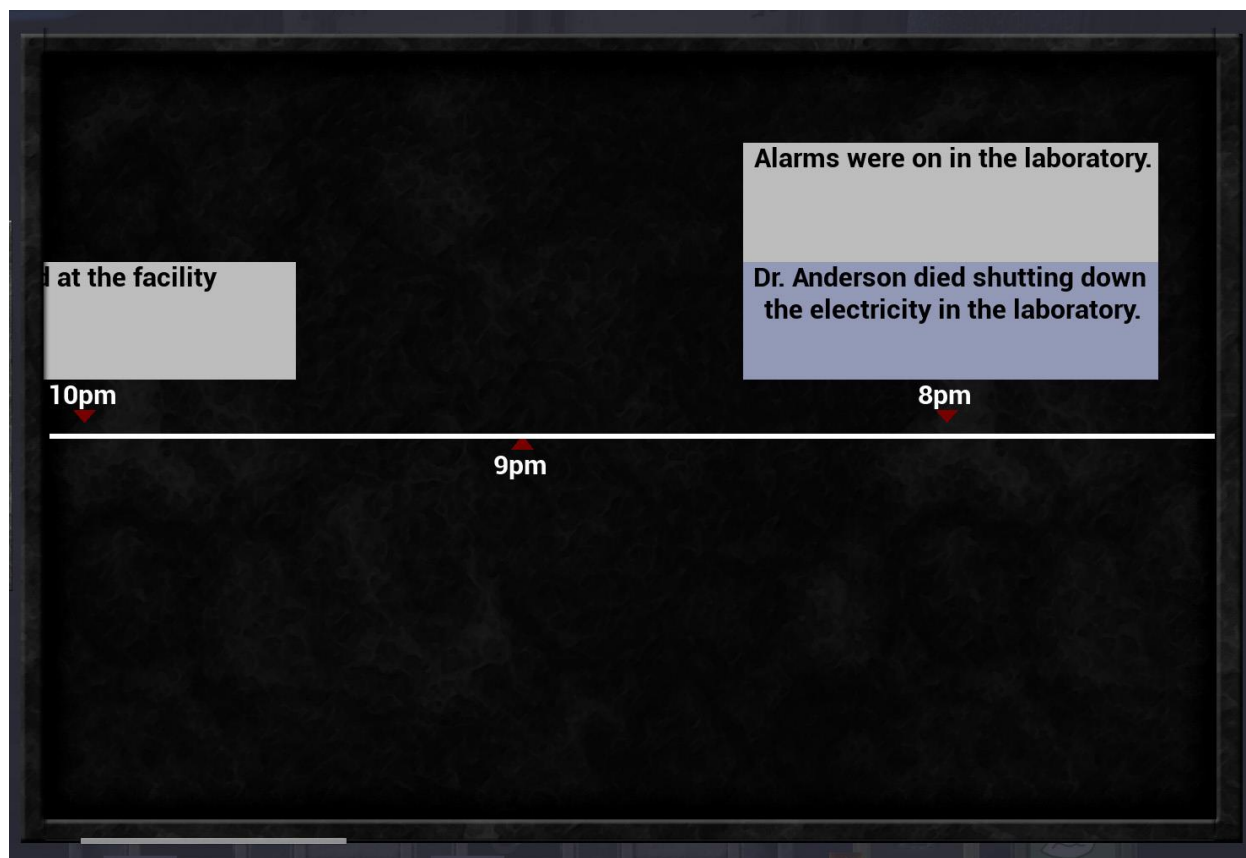 Alarms were on in the laboratory.
at the facility
Dr. Anderson died shutting down
the electricity in the laboratory.
10pm
8pm
9pm